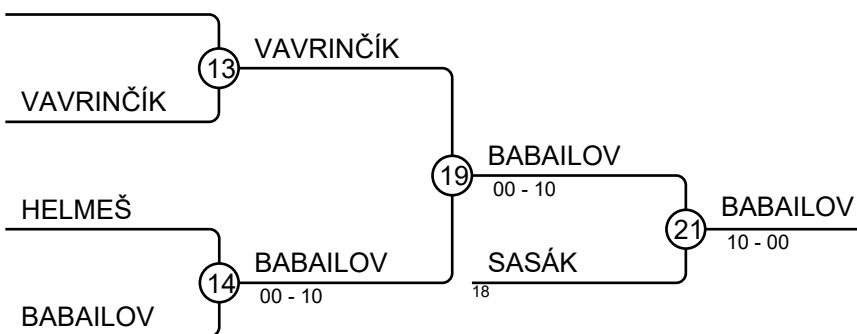 VAVRINČÍK
13
VAVRINČÍK
HELMEŠ
14
BABAILOV
BABAILOV
00 - 10
19
BABAILOV
00 - 10
SASÁK
18
21
BABAILOV
10 - 00